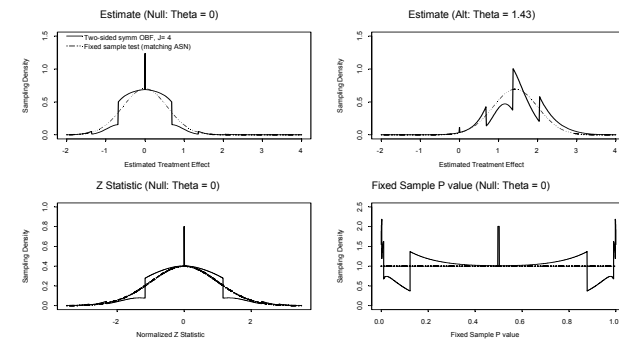 Estimate (Null: Theta = 0)
Two-sided symm OBF, J= 4
Fixed sample test (matching ASN)
Sampling Density
0.0 0.5 1.0 1.5
-2 -1 0 1 2 3 4
Estimated Treatment Effect
Estimate (Alt: Theta = 1.43)
Sampling Density
0.0 0.5 1.0 1.5
-2 -1 0 1 2 3 4
Estimated Treatment Effect
Z Statistic (Null: Theta = 0)
Sampling Density
0.0 0.2 0.4 0.6 0.8 1.0
-2 0 2
Normalized Z Statistic
Fixed Sample P value (Null: Theta = 0)
Sampling Density
0.0 0.5 1.0 1.5 2.0 2.5
0.0 0.2 0.4 0.6 0.8 1.0
Fixed Sample P value